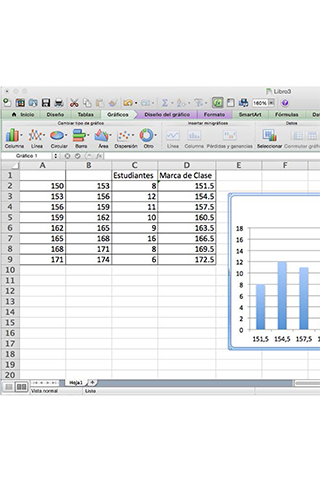 Libro3
160%
Inicio Diseño Tablas Gráficos Diseño del gráfico Formato SmartArt Fórmulas
Cambiar tipo de gráfico Insertar minigráficos Datos
Columna Línea Circular Barra Área Dispersión Otro Línea Columna Pérdidas y ganancias Seleccionar Conmutar gráfic
Gráfico 1 fx
A B C D E F
1 Estudiantes Marca de Clase
2 150 153 8 151.5
3 153 156 12 154.5
4 156 159 11 157.5
5 159 162 10 160.5
6 162 165 9 163.5
7 165 168 16 166.5
8 168 171 8 169.5
9 171 174 6 172.5
10
11
12
13
14
15
16
17
18
19
20
18
16
14
12
10
8
6
4
2
0
151,5 154,5 157,5 1
Hoja1 +
Vista normal Listo